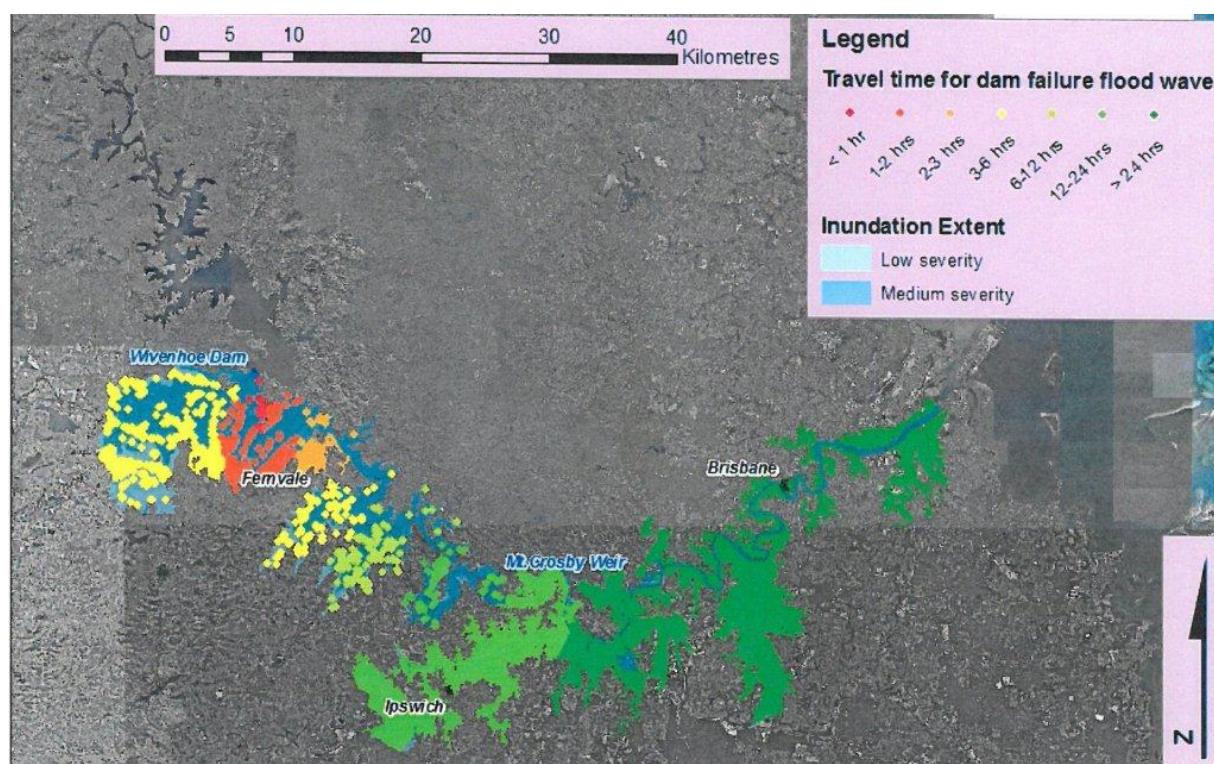 0 5 10 20 30 40
Kilometres
Legend
Travel time for dam failure flood wave
< 1 hr
1-2 hrs
2-3 hrs
3-6 hrs
6-12 hrs
12-24 hrs
> 24 hrs
Inundation Extent
Low severity
Medium severity
Wivenhoe Dam
Fernvale
Brisbane
Mt. Crosby Weir
Ipswich
N